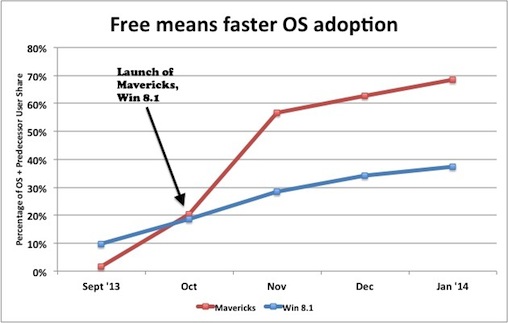 Free means faster OS adoption
Percentage of OS + Predecessor User Share
80%
70%
60%
50%
40%
30%
20%
10%
0%
Launch of
Mavericks,
Win 8.1
Sept '13
Oct
Nov
Dec
Jan '14
Mavericks
Win 8.1